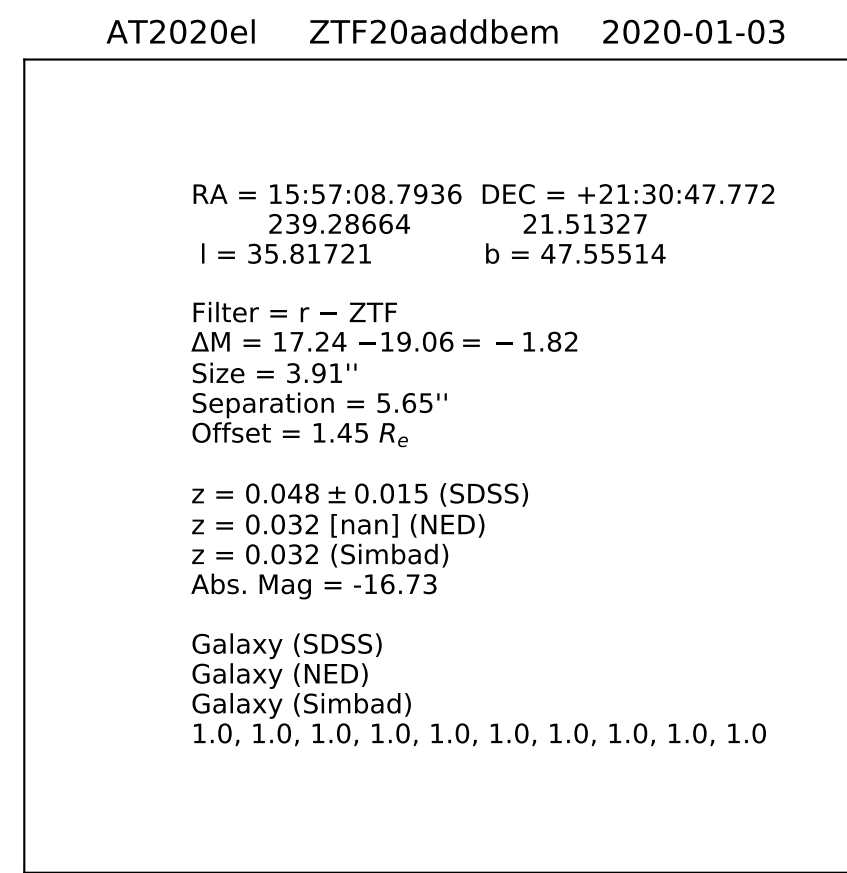 AT2020el ZTF20aaddbem 2020-01-03
RA = 15:57:08.7936 DEC = +21:30:47.772
239.28664 21.51327
l = 35.81721 b = 47.55514
Filter = r − ZTF
ΔM = 17.24 −19.06 = − 1.82
Size = 3.91''
Separation = 5.65''
Offset = 1.45 Rₑ
z = 0.048 ± 0.015 (SDSS)
z = 0.032 [nan] (NED)
z = 0.032 (Simbad)
Abs. Mag = -16.73
Galaxy (SDSS)
Galaxy (NED)
Galaxy (Simbad)
1.0, 1.0, 1.0, 1.0, 1.0, 1.0, 1.0, 1.0, 1.0, 1.0